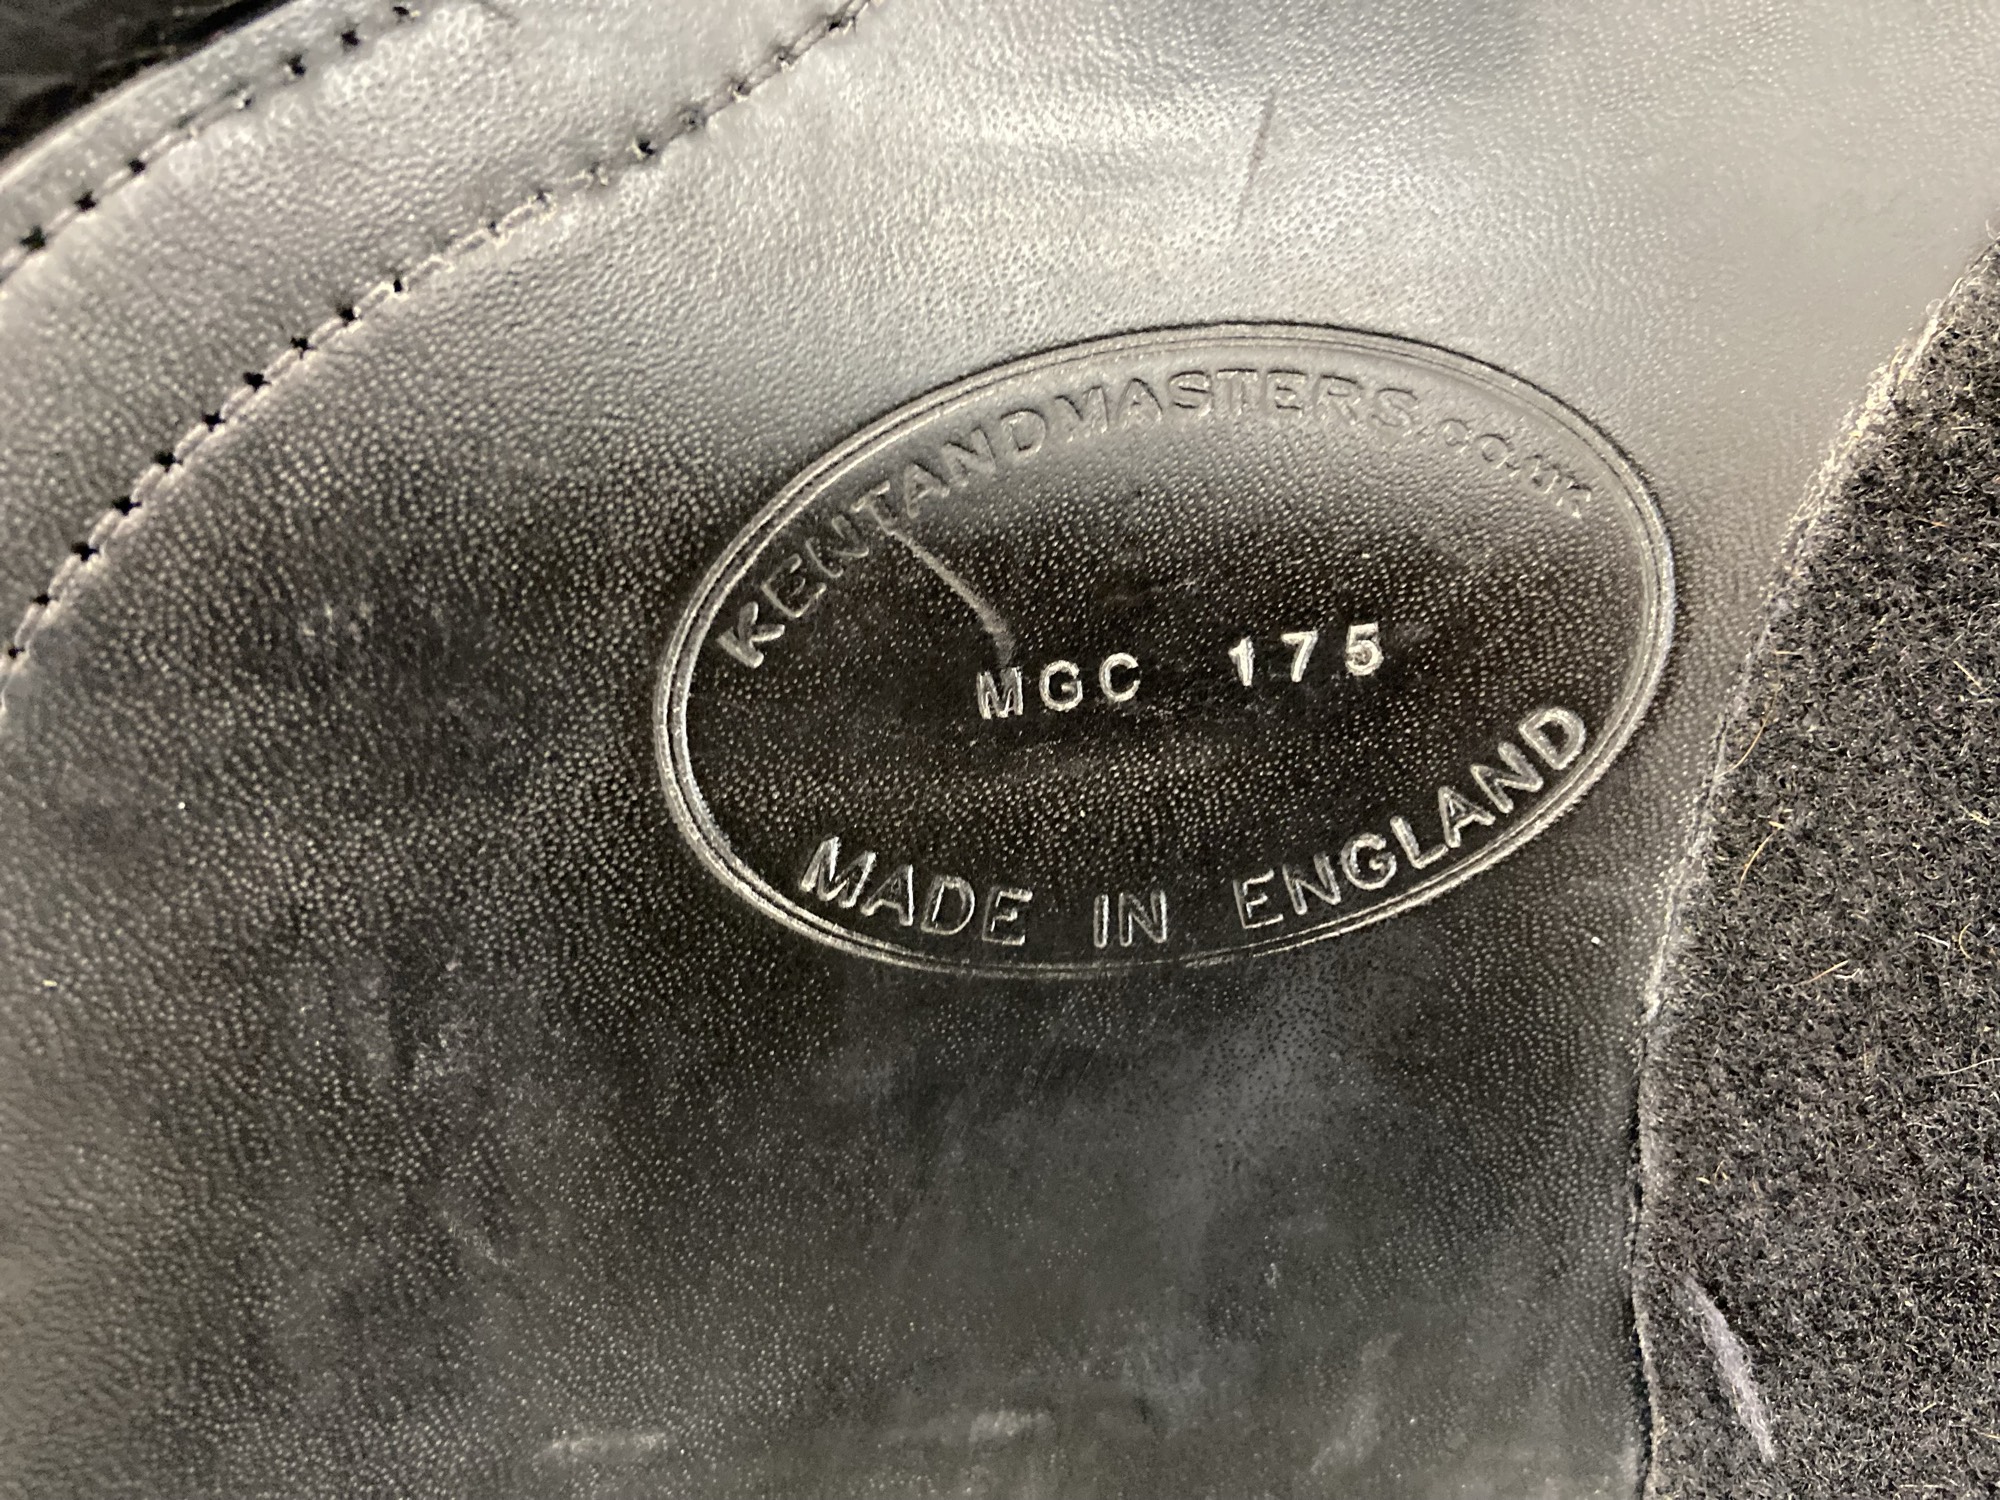 KENTANDMASTERS.CO.UK
MGC 175
MADE IN ENGLAND